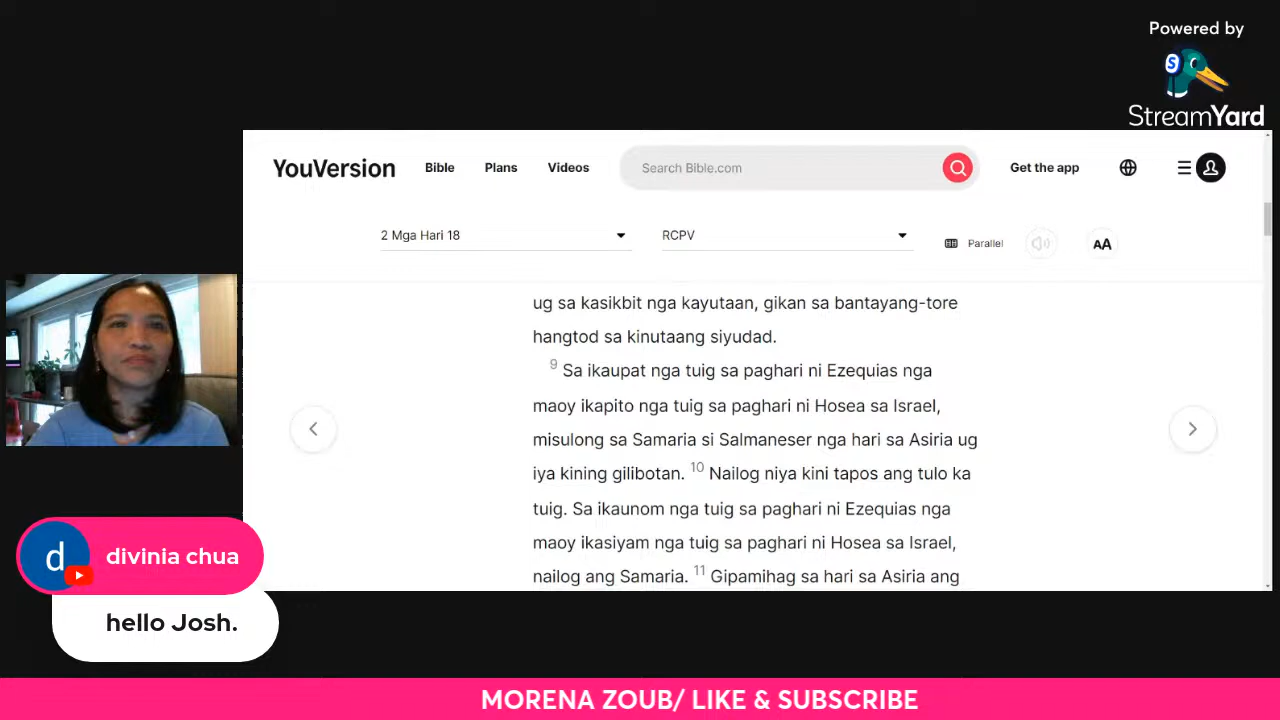 Powered by
StreamYard
YouVersion
Bible
Plans
Videos
Search Bible.com
Get the app
2 Mga Hari 18
RCPV
Parallel
AA
ug sa kasikbit nga kayutaan, gikan sa bantayang-tore
hangtod sa kinutaang siyudad.
9 Sa ikaupat nga tuig sa paghari ni Ezequias nga
maoy ikapito nga tuig sa paghari ni Hosea sa Israel,
misulong sa Samaria si Salmaneser nga hari sa Asiria ug
iya kining gilibotan. 10 Nailog niya kini tapos ang tulo ka
tuig. Sa ikaunom nga tuig sa paghari ni Ezequias nga
maoy ikasiyam nga tuig sa paghari ni Hosea sa Israel,
nailog ang Samaria. 11 Gipamihag sa hari sa Asiria ang
d
divinia chua
hello Josh.
MORENA ZOUB/ LIKE & SUBSCRIBE